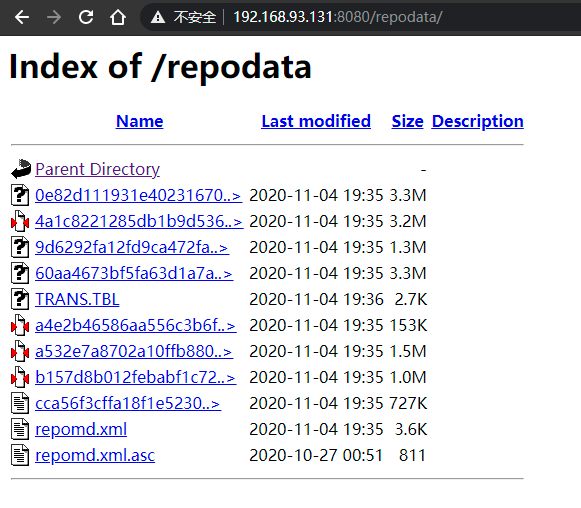 不安全 192.168.93.131:8080/repodata/
Index of /repodata
Name Last modified Size Description
Parent Directory -
0e82d111931e40231670..> 2020-11-04 19:35 3.3M
4a1c8221285db1b9d536..> 2020-11-04 19:35 3.2M
9d6292fa12fd9ca472fa..> 2020-11-04 19:35 1.3M
60aa4673bf5fa63d1a7a..> 2020-11-04 19:35 3.3M
TRANS.TBL 2020-11-04 19:36 2.7K
a4e2b46586aa556c3b6f..> 2020-11-04 19:35 153K
a532e7a8702a10ffb880..> 2020-11-04 19:35 1.5M
b157d8b012febabf1c72..> 2020-11-04 19:35 1.0M
cca56f3cffa18f1e5230..> 2020-11-04 19:35 727K
repomd.xml 2020-11-04 19:35 3.6K
repomd.xml.asc 2020-10-27 00:51 811